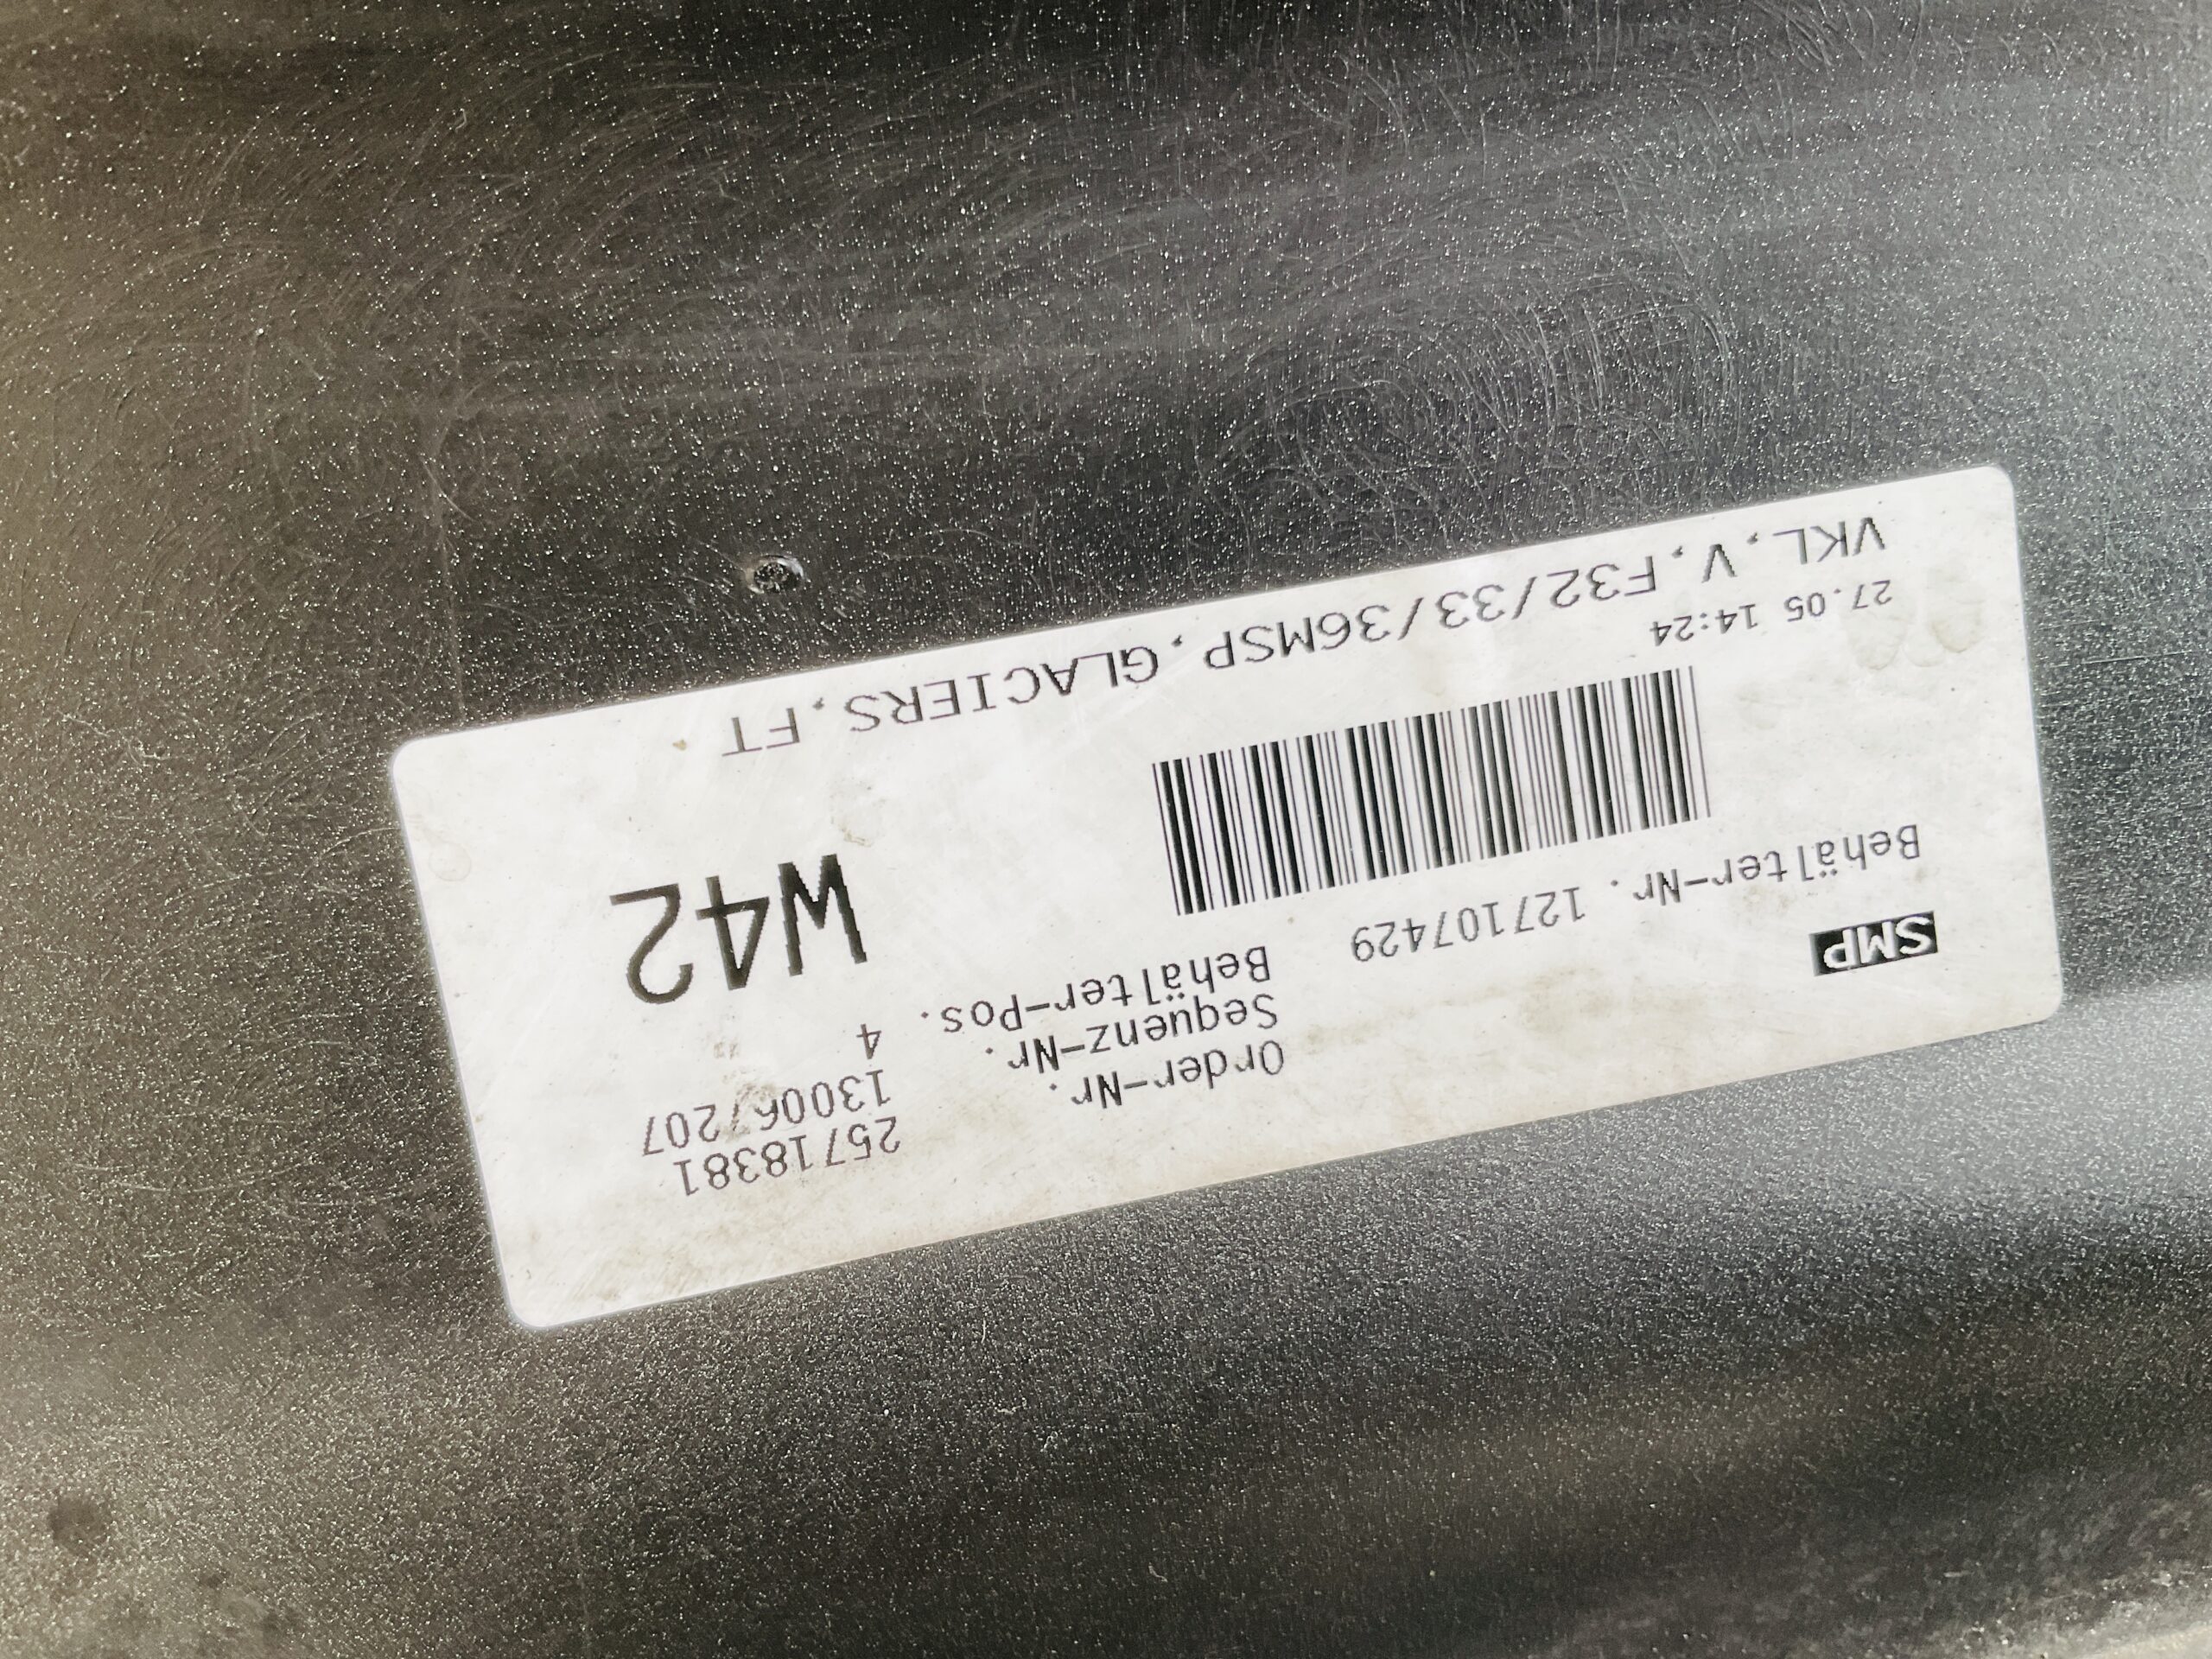 Order-Nr. 25718381
Sequenz-Nr. 13006/207
Behälter-Pos. 4
SMP
Behälter-Nr. 127107429
W42
27.05 14:24
VKL,V,F32/33/36MSP.GLACIERS,FT